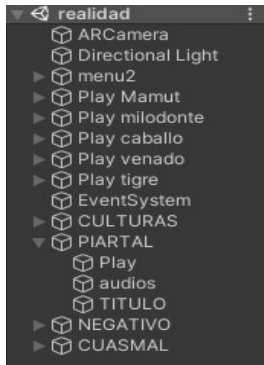 realidad
ARCamera
Directional Light
menu2
Play Mamut
Play milodonte
Play caballo
Play venado
Play tigre
EventSystem
CULTURAS
PIARTAL
Play
audios
TITULO
NEGATIVO
CUASMAL